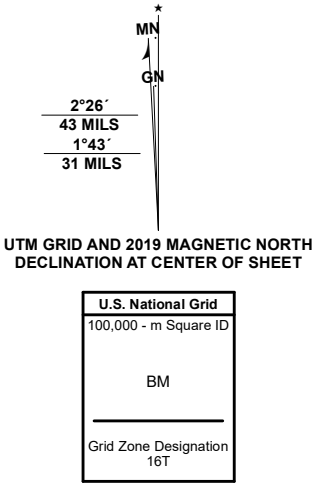 MN
GN
2°26´
43 MILS
1°43´
31 MILS
UTM GRID AND 2019 MAGNETIC NORTH
DECLINATION AT CENTER OF SHEET
U.S. National Grid
100,000 - m Square ID
BM
Grid Zone Designation
16T